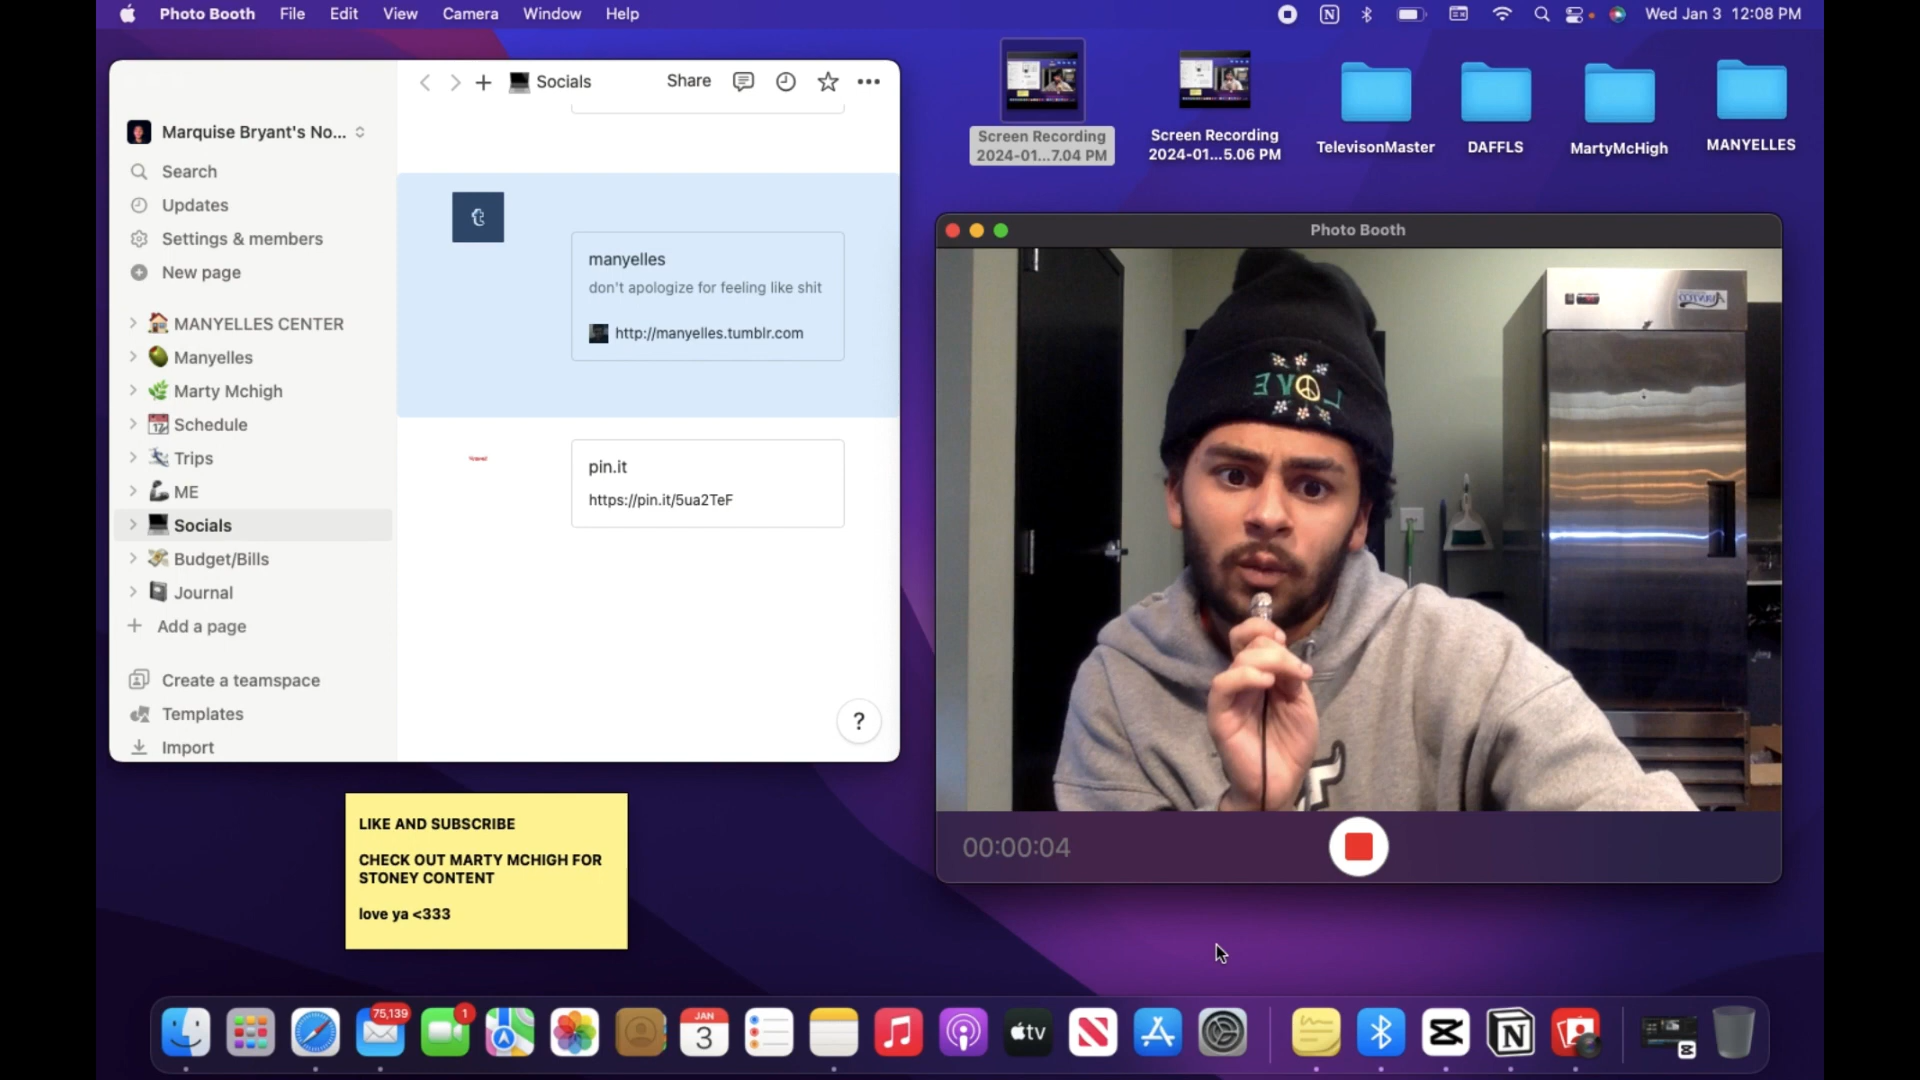 Photo Booth File Edit View Camera Window Help
Wed Jan 3 12:08 PM
Screen Recording
2024-01...7.04 PM
Screen Recording
2024-01...5.06 PM
TelevisonMaster
DAFFLS
MartyMcHigh
MANYELLES
Marquise Bryant's No...
Search
Updates
Settings & members
New page
MANYELLES CENTER
Manyelles
Marty Mchigh
Schedule
Trips
ME
Socials
Budget/Bills
Journal
Add a page
Create a teamspace
Templates
Import
Socials
Share
manyelles
don't apologize for feeling like shit
http://manyelles.tumblr.com
pin.it
https://pin.it/5ua2TeF
?
Photo Booth
LOVE
00:00:04
LIKE AND SUBSCRIBE
CHECK OUT MARTY MCHIGH FOR
STONEY CONTENT
love ya <333
75,139
1
JAN
3
tv